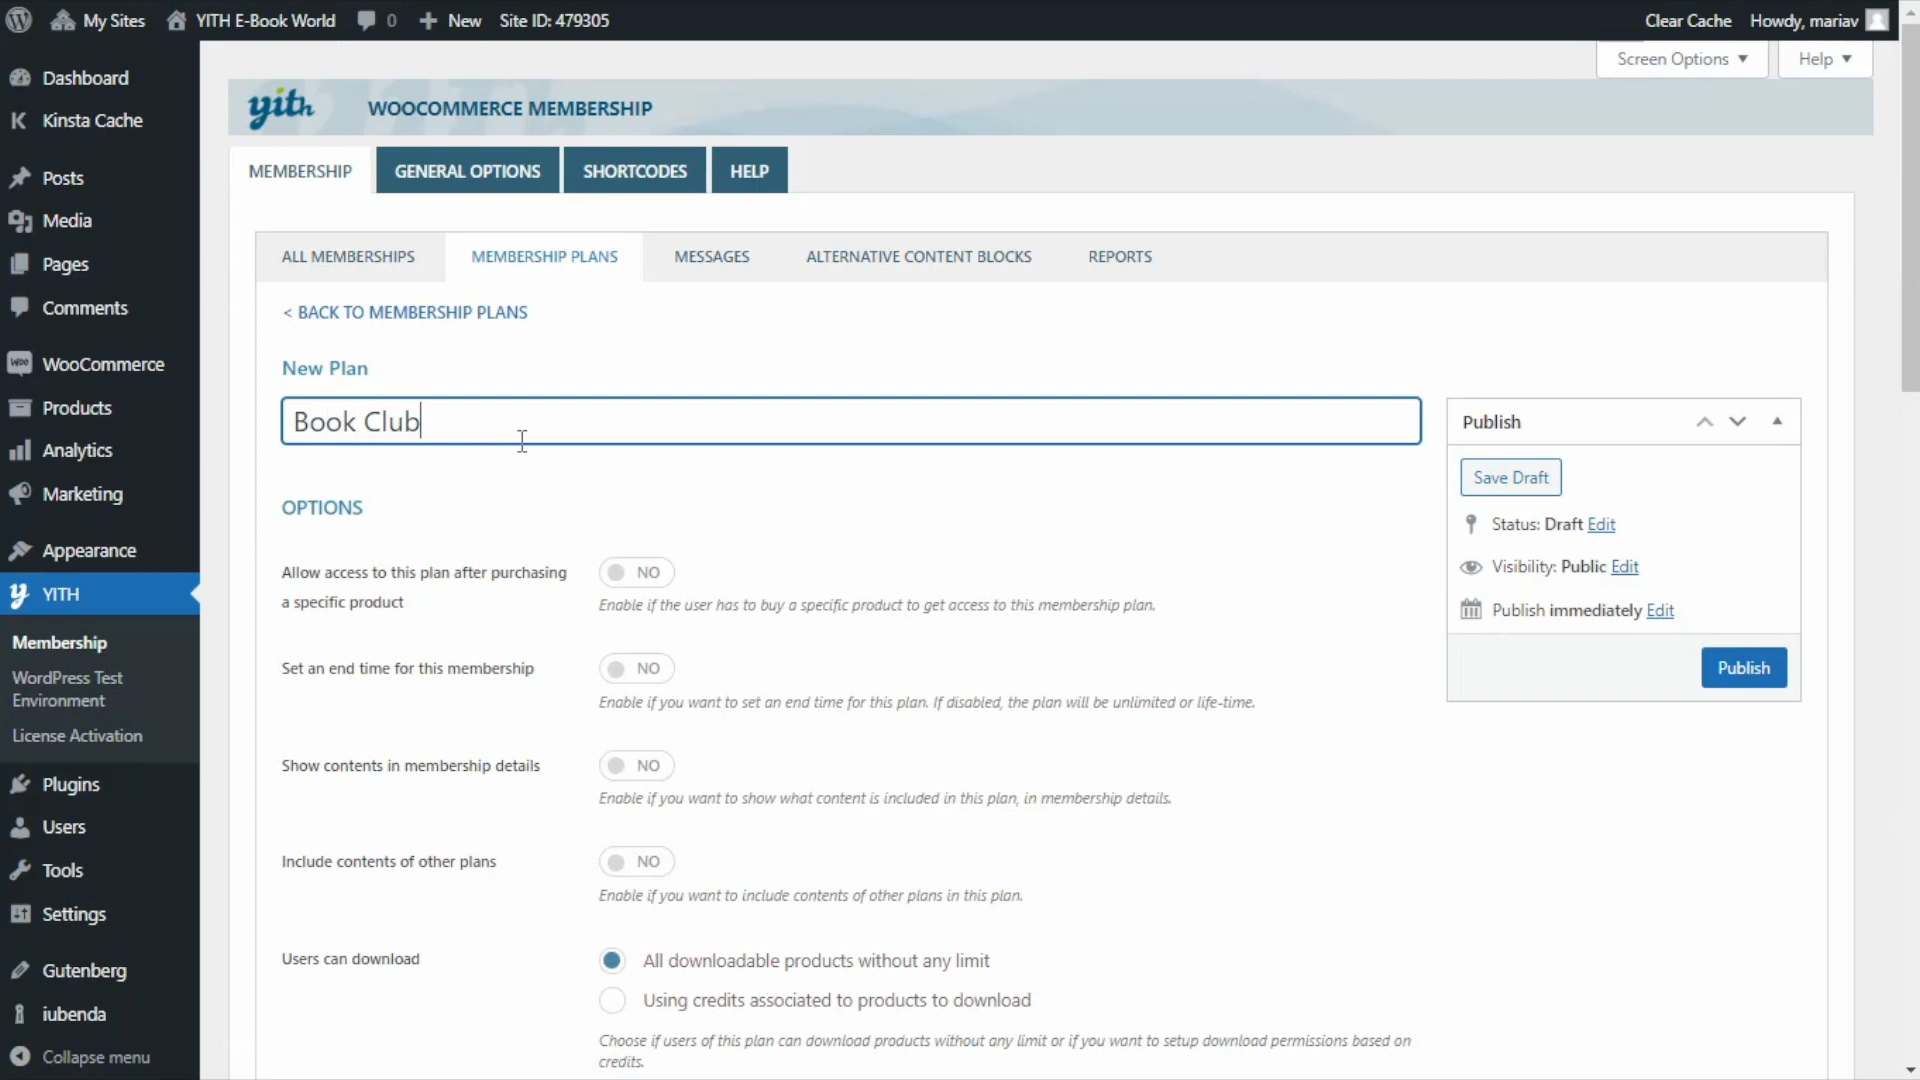 My Sites
YITH E-Book World
0
New
Site ID: 479305
Clear Cache
Howdy, mariav
Screen Options
Help
Dashboard
Kinsta Cache
Posts
Media
Pages
Comments
WooCommerce
Products
Analytics
Marketing
Appearance
YITH
Membership
WordPress Test
Environment
License Activation
Plugins
Users
Tools
Settings
Gutenberg
iubenda
Collapse menu
yith
WOOCOMMERCE MEMBERSHIP
MEMBERSHIP
GENERAL OPTIONS
SHORTCODES
HELP
ALL MEMBERSHIPS
MEMBERSHIP PLANS
MESSAGES
ALTERNATIVE CONTENT BLOCKS
REPORTS
< BACK TO MEMBERSHIP PLANS
New Plan
Book Club
OPTIONS
Allow access to this plan after purchasing
a specific product
NO
Enable if the user has to buy a specific product to get access to this membership plan.
Set an end time for this membership
NO
Enable if you want to set an end time for this plan. If disabled, the plan will be unlimited or life-time.
Show contents in membership details
NO
Enable if you want to show what content is included in this plan, in membership details.
Include contents of other plans
NO
Enable if you want to include contents of other plans in this plan.
Users can download
All downloadable products without any limit
Using credits associated to products to download
Choose if users of this plan can download products without any limit or if you want to setup download permissions based on
credits.
Publish
Save Draft
Status: Draft Edit
Visibility: Public Edit
Publish immediately Edit
Publish